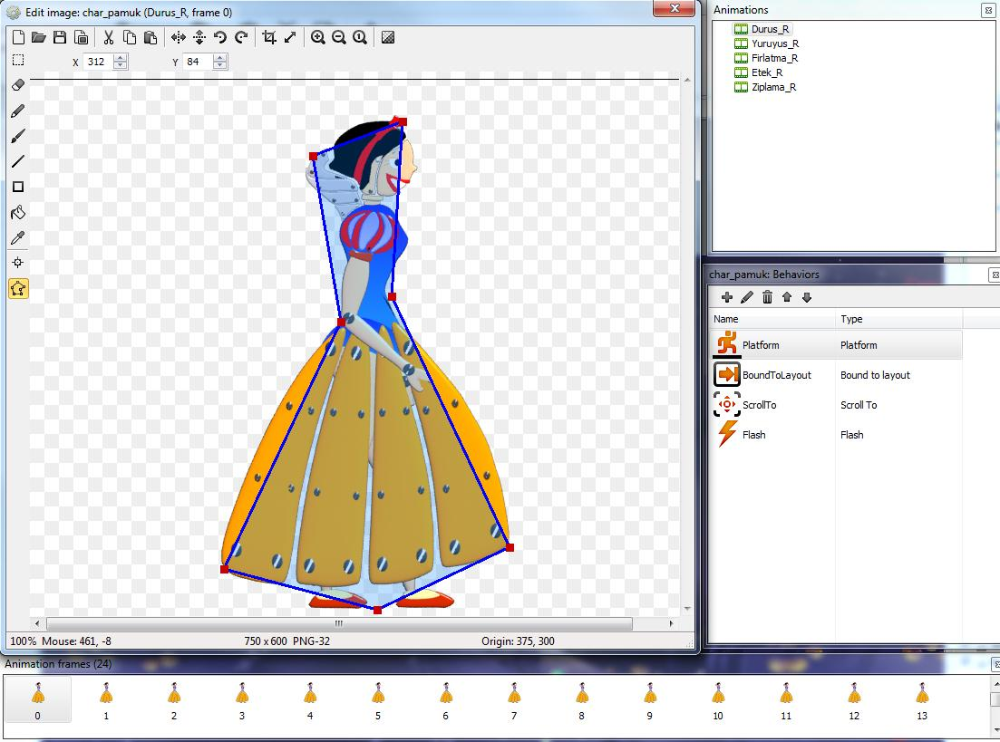 Edit image: char_pamuk (Durus_R, frame 0)
X 312 Y 84
100% Mouse: 461, -8 750 x 600 PNG-32 Origin: 375, 300
Animations
Durus_R
Yuruyus_R
Firlatma_R
Etek_R
Ziplama_R
char_pamuk: Behaviors
Name Type
Platform Platform
BoundToLayout Bound to layout
ScrollTo Scroll To
Flash Flash
Animation frames (24)
0 1 2 3 4 5 6 7 8 9 10 11 12 13